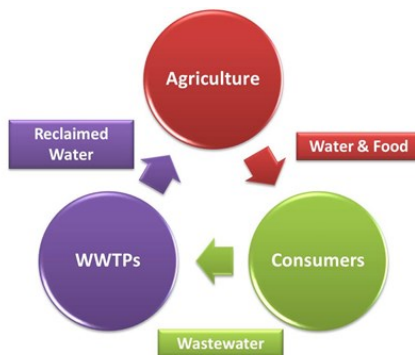 Agriculture
Reclaimed
Water
Water & Food
WWTPs
Consumers
Wastewater